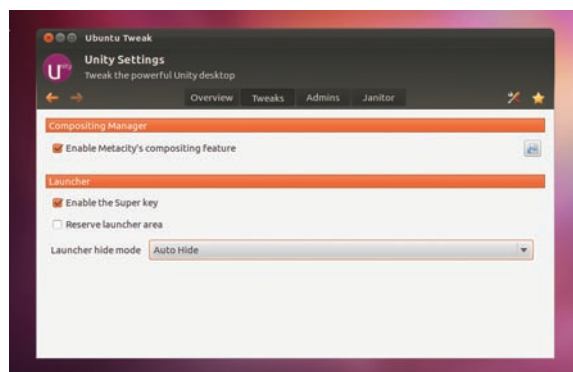 Ubuntu Tweak
Unity Settings
Tweak the powerful Unity desktop
Overview Tweaks Admins Janitor
Compositing Manager
Enable Metacity's compositing feature
Launcher
Enable the Super key
Reserve launcher area
Launcher hide mode Auto Hide